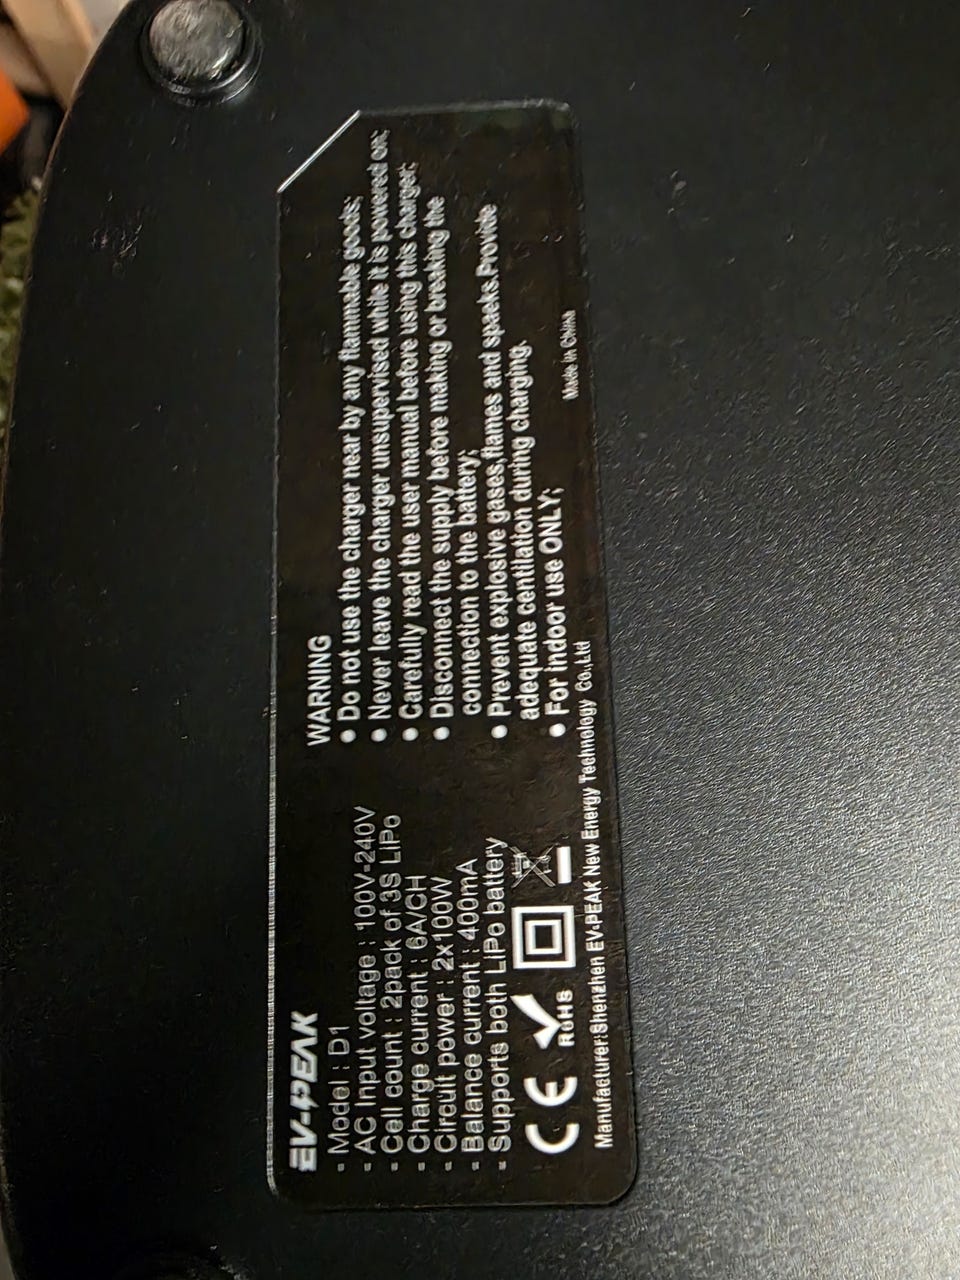 EV-PEAK
- Model : D1
- AC Input voltage : 100V-240V
- Cell count : 2pack of 3S LiPo
- Charge current : 6A/CH
- Circuit power : 2x100W
- Balance current : 400mA
- Supports both LiPo battery
CE RoHS
Manufacturer:Shenzhen EV-PEAK New Energy Technology Co.,Ltd
WARNING
• Do not use the charger near by any flammable goods;
• Never leave the charger unsupervised while it is powered on;
• Carefully read the user manual before using this charger;
• Disconnect the supply before making or breaking the
connection to the battery;
• Prevent explosive gases,flames and spaeks.Provide
adequate centilation during charging.
• For indoor use ONLY;
Made in China